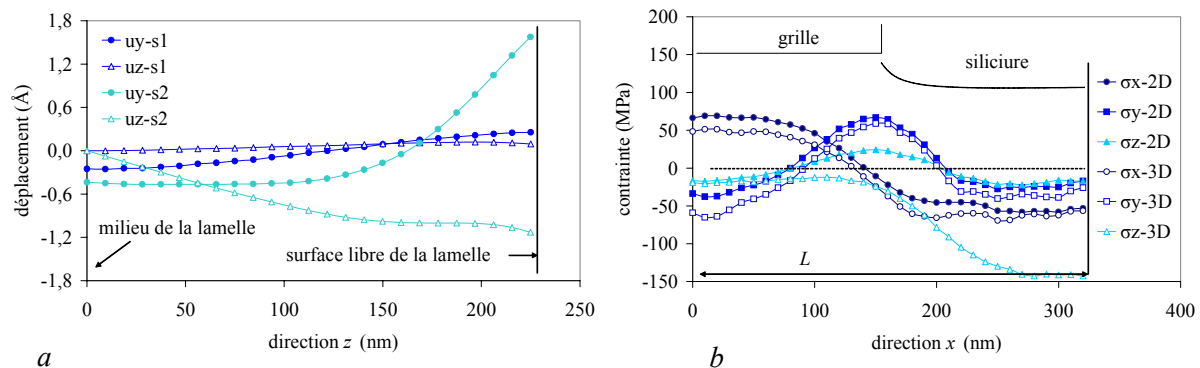 1,8
1,2
0,6
0,0
-0,6
-1,2
-1,8
déplacement (Å)
uy-s1
uz-s1
uy-s2
uz-s2
milieu de la lamelle
surface libre de la lamelle
0
50
100
150
200
250
direction z (nm)
a
200
150
100
50
0
-50
-100
-150
contrainte (MPa)
grille
siliciure
L
σx-2D
σy-2D
σz-2D
σx-3D
σy-3D
σz-3D
0
100
200
300
400
direction x (nm)
b